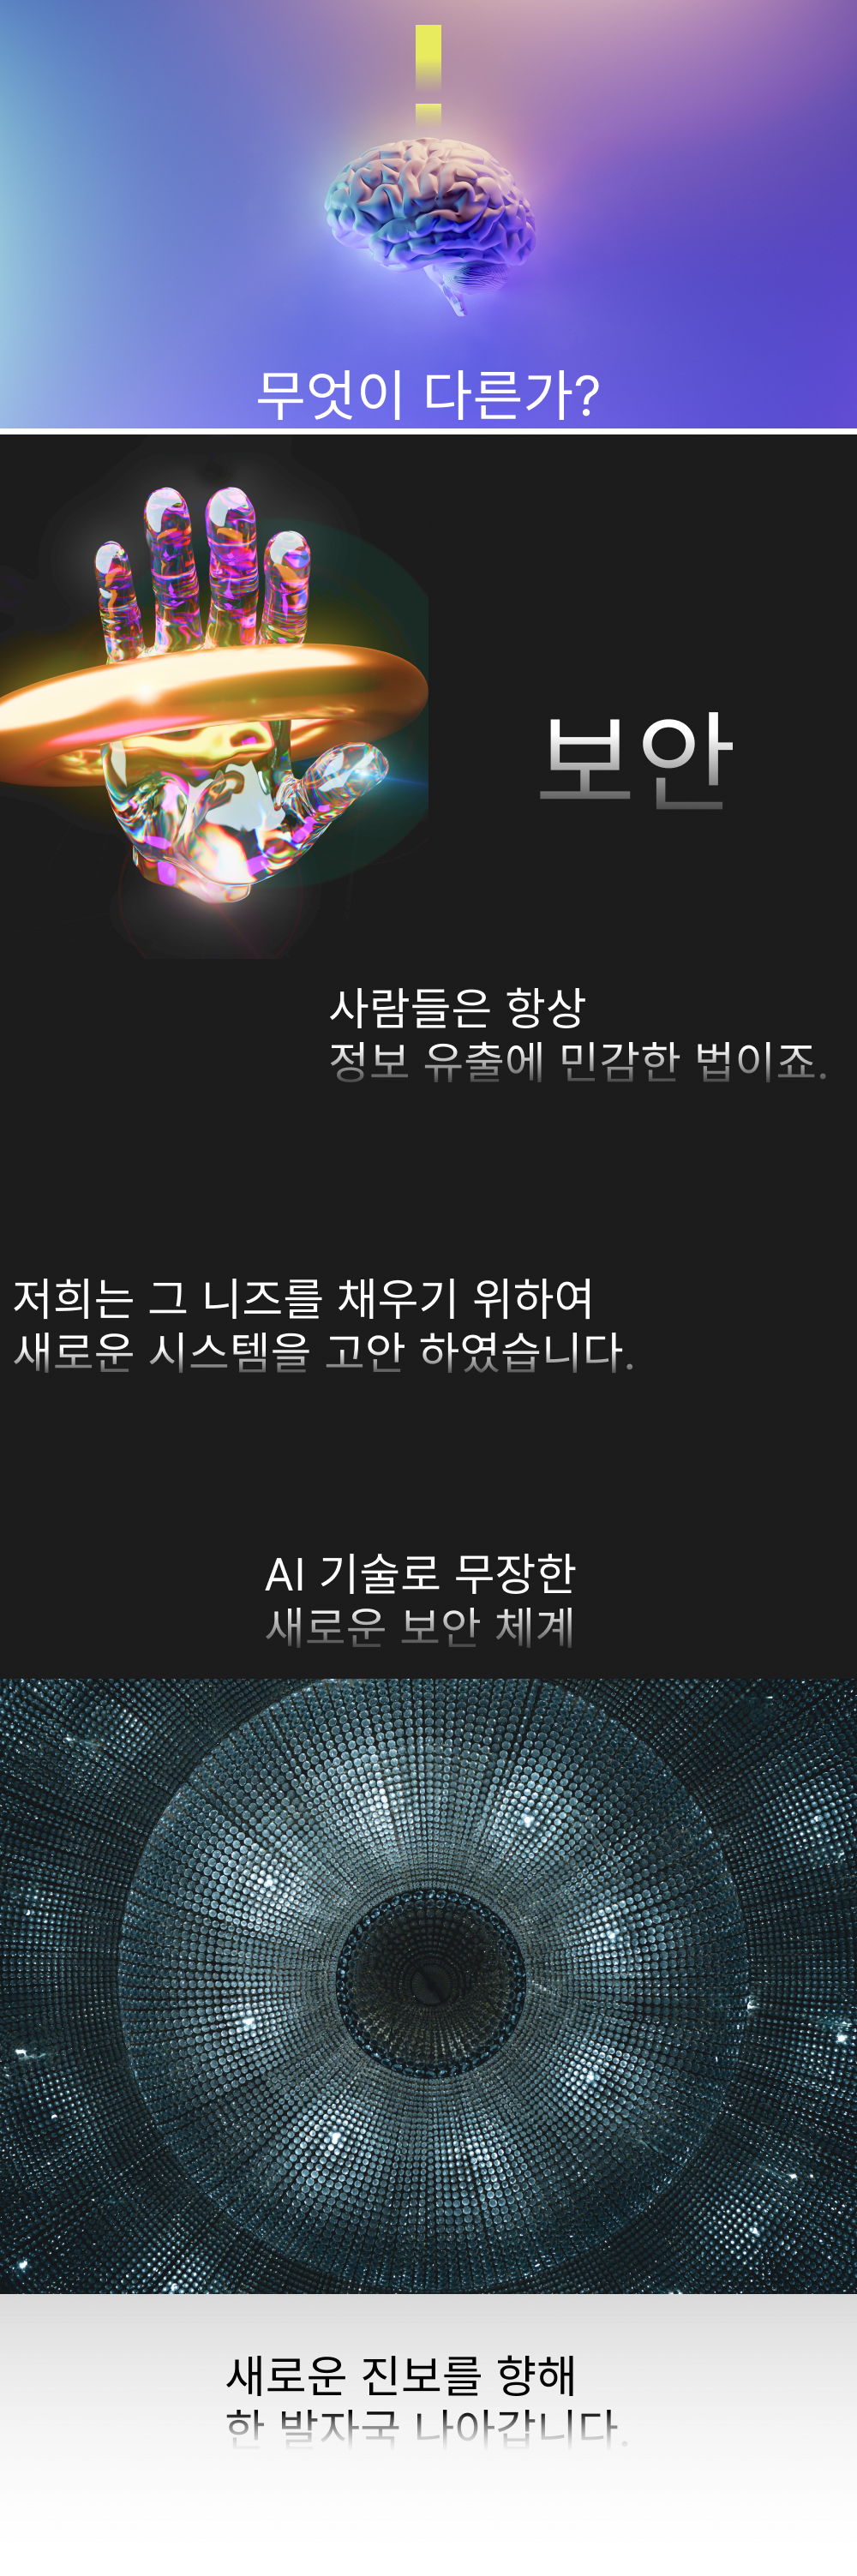 무엇이 다른가?
보안
사람들은 항상
정보 유출에 민감한 법이죠.
저희는 그 니즈를 채우기 위하여
새로운 시스템을 고안 하였습니다.
AI 기술로 무장한
새로운 보안 체계
새로운 진보를 향해
한 발자국 나아갑니다.